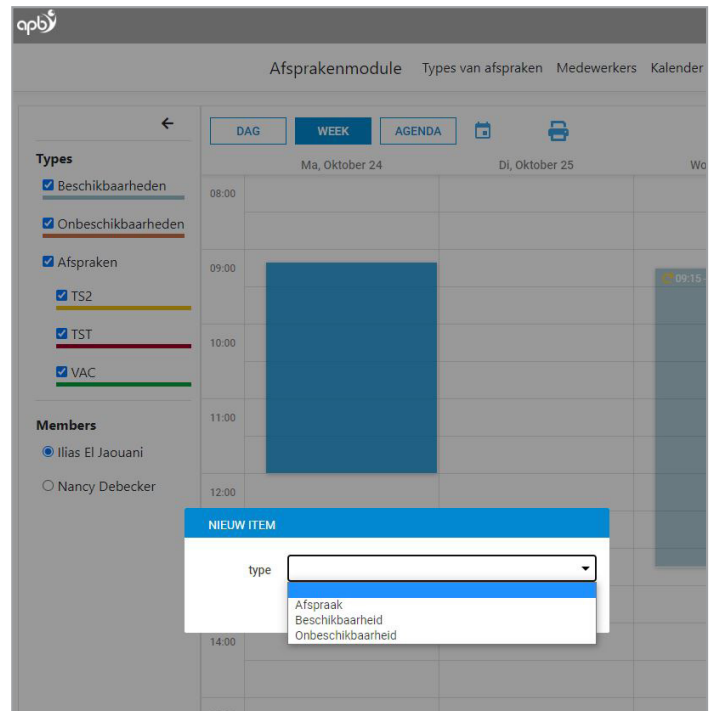 apb
Afsprakenmodule Types van afspraken Medewerkers Kalender
DAG WEEK AGENDA
Types
Beschikbaarheden
Onbeschikbaarheden
Afspraken
TS2
TST
VAC
Members
Ilias El Jaouani
Nancy Debecker
Ma, Oktober 24 Di, Oktober 25 Wo
08:00
09:00
09:15 -
10:00
11:00
12:00
NIEUW ITEM
type
Afspraak
Beschikbaarheid
Onbeschikbaarheid
14:00